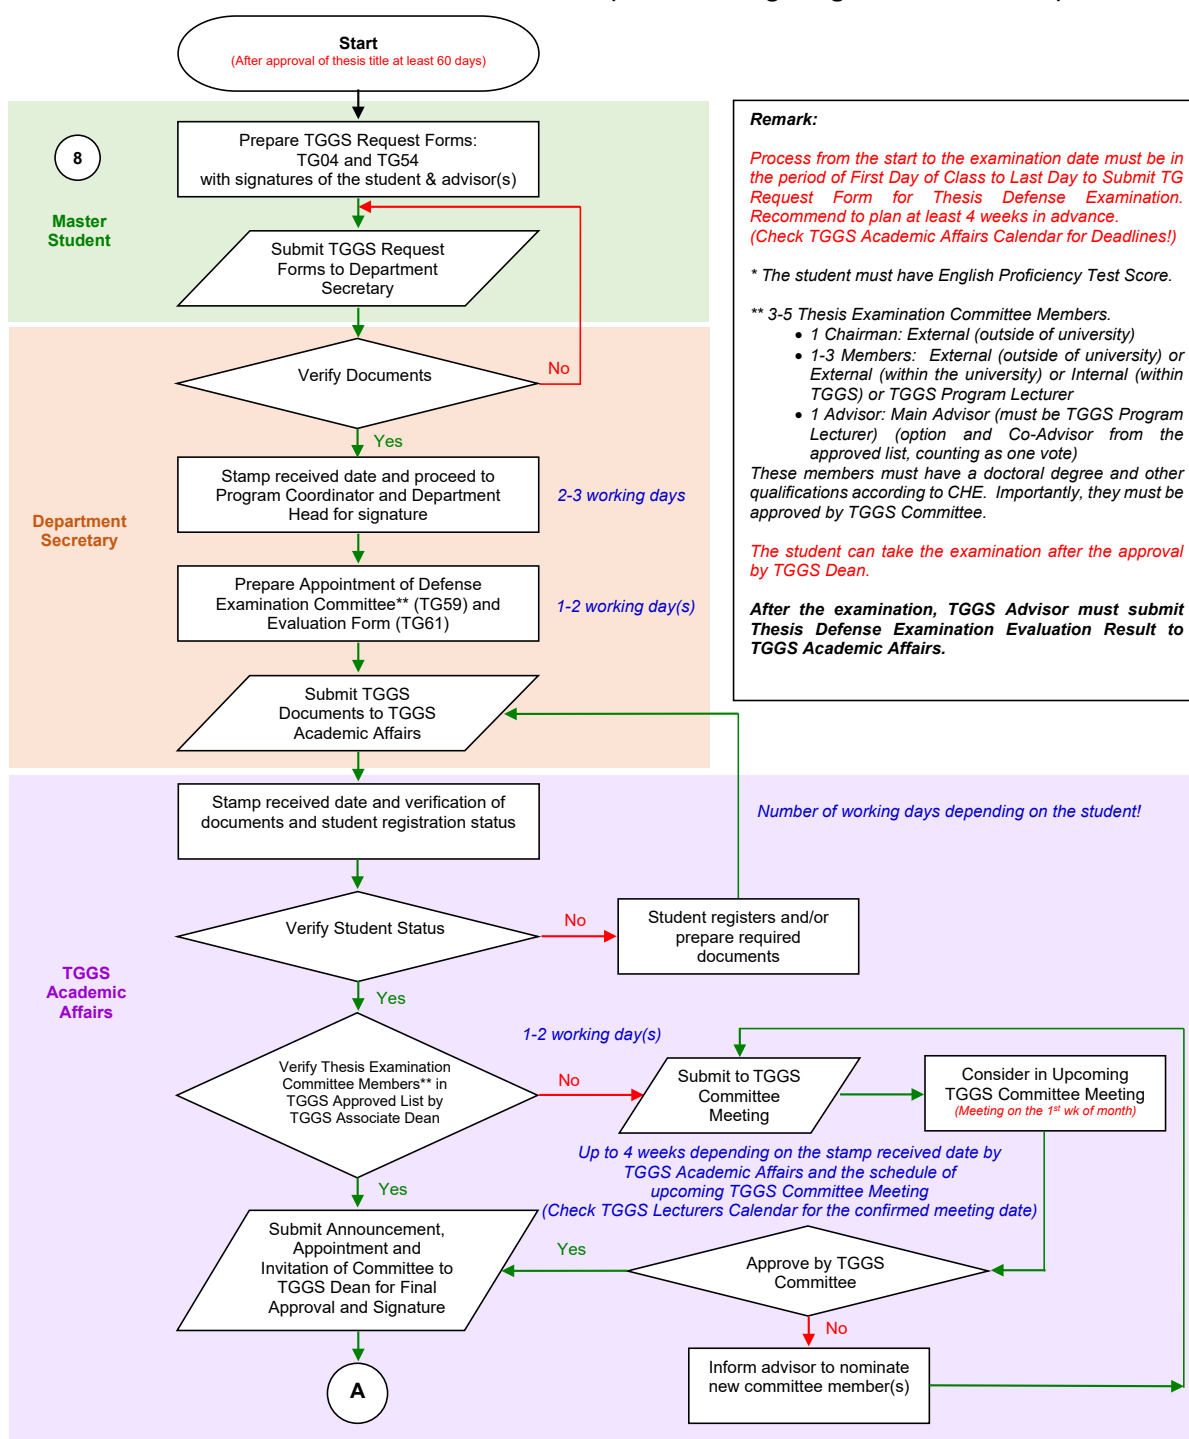 Start
(After approval of thesis title at least 60 days)
8
Master
Student
Prepare TGGS Request Forms:
TG04 and TG54
with signatures of the student & advisor(s)
Submit TGGS Request
Forms to Department
Secretary
Remark:
Process from the start to the examination date must be in
the period of First Day of Class to Last Day to Submit TG
Request Form for Thesis Defense Examination.
Recommend to plan at least 4 weeks in advance.
(Check TGGS Academic Affairs Calendar for Deadlines!)
* The student must have English Proficiency Test Score.
** 3-5 Thesis Examination Committee Members.
• 1 Chairman: External (outside of university)
• 1-3 Members: External (outside of university) or
External (within the university) or Internal (within
TGGS) or TGGS Program Lecturer
• 1 Advisor: Main Advisor (must be TGGS Program
Lecturer) (option and Co-Advisor from the
approved list, counting as one vote)
These members must have a doctoral degree and other
qualifications according to CHE. Importantly, they must be
approved by TGGS Committee.
The student can take the examination after the approval
by TGGS Dean.
After the examination, TGGS Advisor must submit
Thesis Defense Examination Evaluation Result to
TGGS Academic Affairs.
Department
Secretary
Verify Documents
No
Yes
Stamp received date and proceed to
Program Coordinator and Department
Head for signature
2-3 working days
Prepare Appointment of Defense
Examination Committee** (TG59) and
Evaluation Form (TG61)
1-2 working day(s)
Submit TGGS
Documents to TGGS
Academic Affairs
TGGS
Academic
Affairs
Stamp received date and verification of
documents and student registration status
Number of working days depending on the student!
Verify Student Status
No
Student registers and/or
prepare required
documents
Yes
1-2 working day(s)
Verify Thesis Examination
Committee Members** in
TGGS Approved List by
TGGS Associate Dean
No
Submit to TGGS
Committee
Meeting
Consider in Upcoming
TGGS Committee Meeting
(Meeting on the 1st wk of month)
Up to 4 weeks depending on the stamp received date by
TGGS Academic Affairs and the schedule of
upcoming TGGS Committee Meeting
(Check TGGS Lecturers Calendar for the confirmed meeting date)
Yes
Submit Announcement,
Appointment and
Invitation of Committee to
TGGS Dean for Final
Approval and Signature
Yes
Approve by TGGS
Committee
No
Inform advisor to nominate
new committee member(s)
A